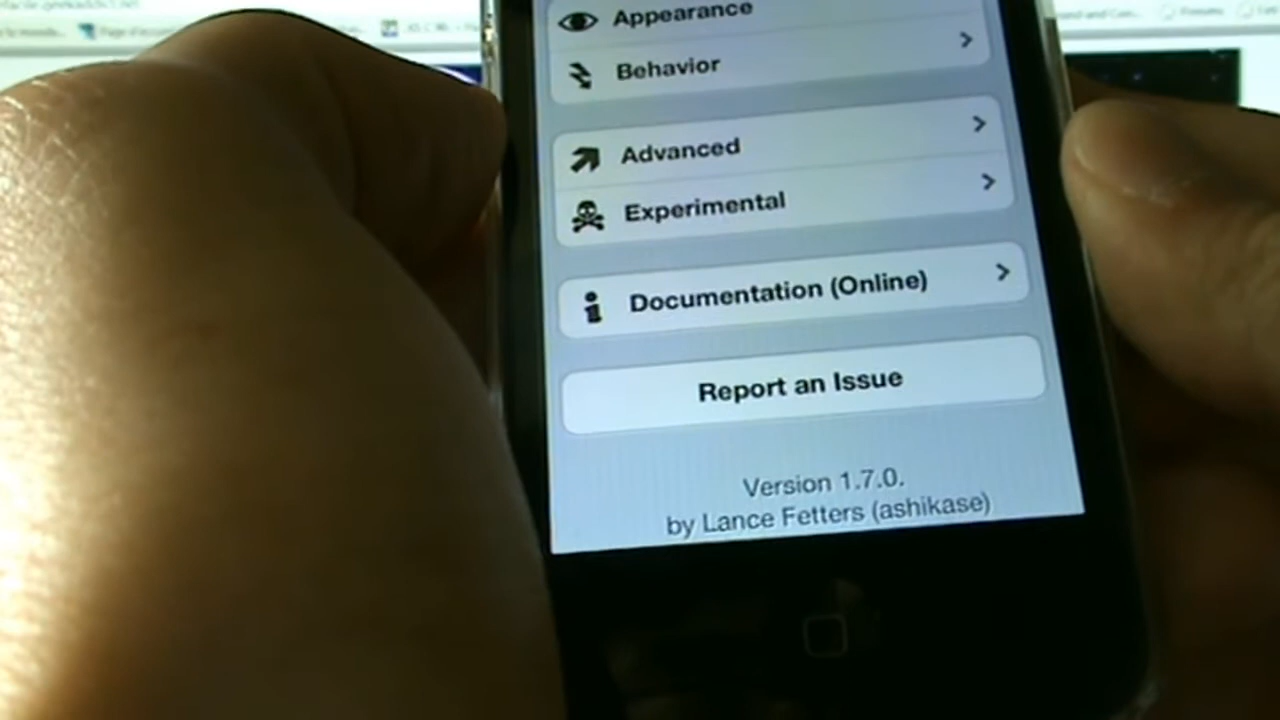 Appearance
Behavior
Advanced
Experimental
Documentation (Online)
Report an Issue
Version 1.7.0.
by Lance Fetters (ashikase)